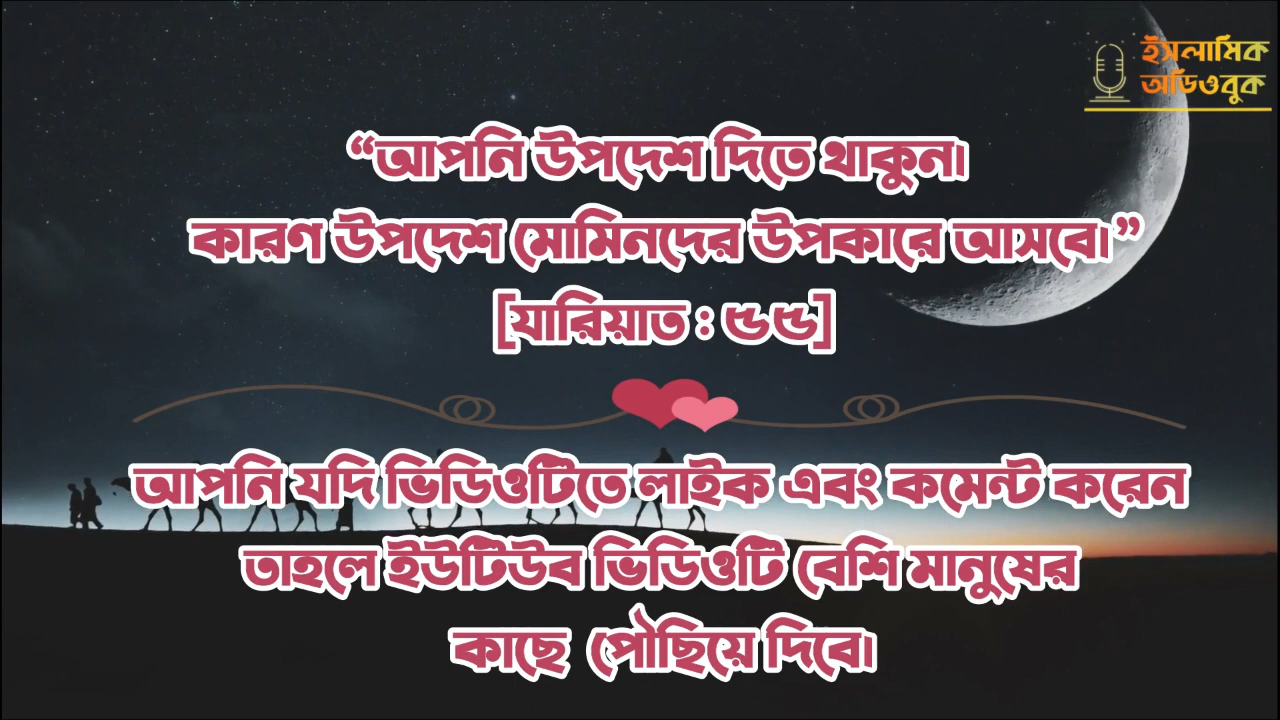 ইসলামিক
অডিওবুক
“আপনি উপদেশ দিতে থাকুন।
কারণ উপদেশ মোমিনদের উপকারে আসবে।”
[যারিয়াত : ৫৫]
আপনি যদি ভিডিওটিতে লাইক এবং কমেন্ট করেন
তাহলে ইউটিউব ভিডিওটি বেশি মানুষের
কাছে পৌছিয়ে দিবে।